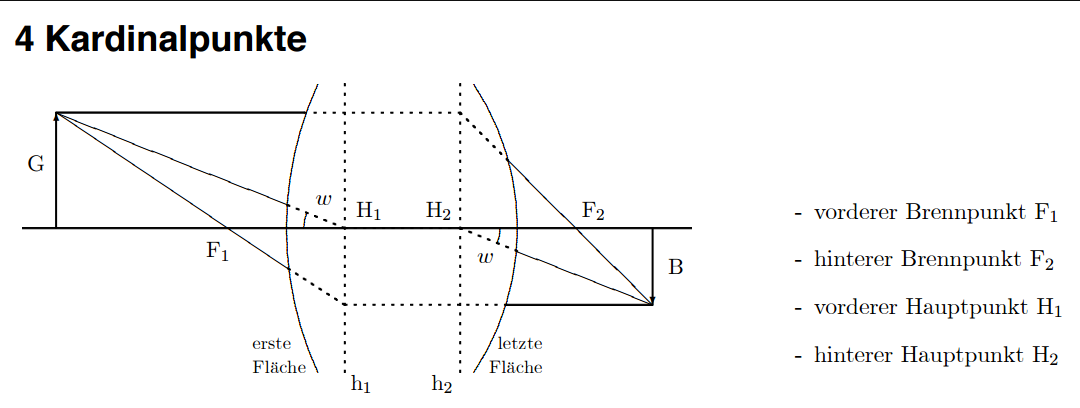 4 Kardinalpunkte
G
w
H₁
H₂
F₂
F₁
w
B
erste
Fläche
letzte
Fläche
h₁
h₂
- vorderer Brennpunkt F₁
- hinterer Brennpunkt F₂
- vorderer Hauptpunkt H₁
- hinterer Hauptpunkt H₂